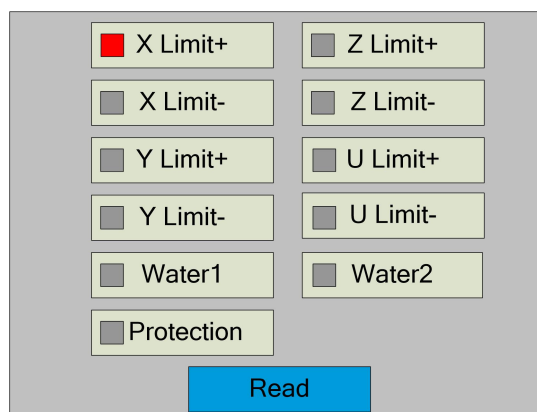 X Limit+
Z Limit+
X Limit-
Z Limit-
Y Limit+
U Limit+
Y Limit-
U Limit-
Water1
Water2
Protection
Read